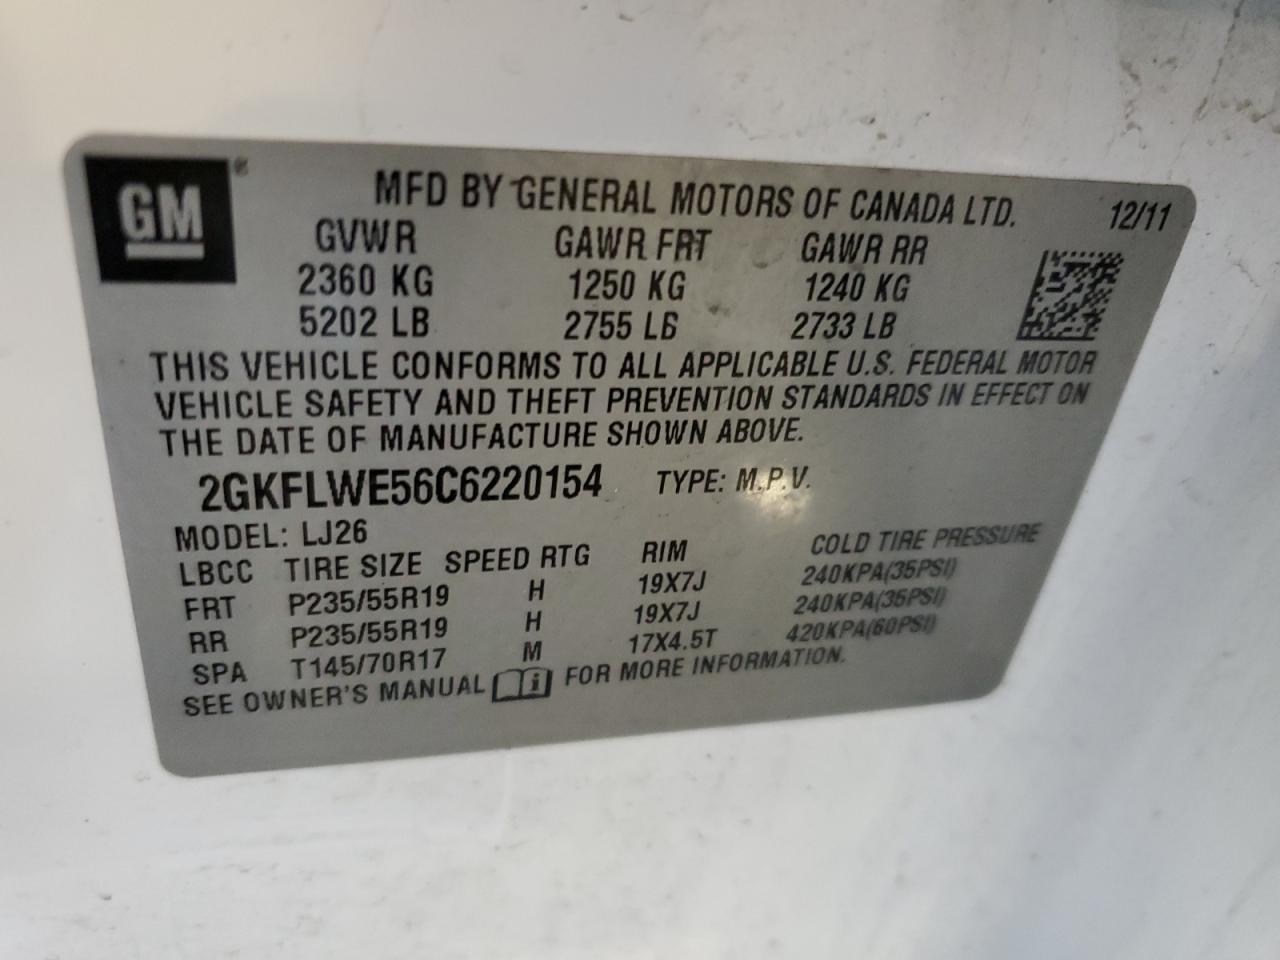 GM ®
MFD BY GENERAL MOTORS OF CANADA LTD. 12/11
GVWR GAWR FRT GAWR RR
2360 KG 1250 KG 1240 KG
5202 LB 2755 LB 2733 LB
THIS VEHICLE CONFORMS TO ALL APPLICABLE U.S. FEDERAL MOTOR
VEHICLE SAFETY AND THEFT PREVENTION STANDARDS IN EFFECT ON
THE DATE OF MANUFACTURE SHOWN ABOVE.
2GKFLWE56C6220154 TYPE: M.P.V.
MODEL: LJ26
LBCC TIRE SIZE SPEED RTG RIM COLD TIRE PRESSURE
FRT P235/55R19 H 19X7J 240KPA(35PSI)
RR P235/55R19 H 19X7J 240KPA(35PSI)
SPA T145/70R17 M 17X4.5T 420KPA(60PSI)
SEE OWNER'S MANUAL i FOR MORE INFORMATION.